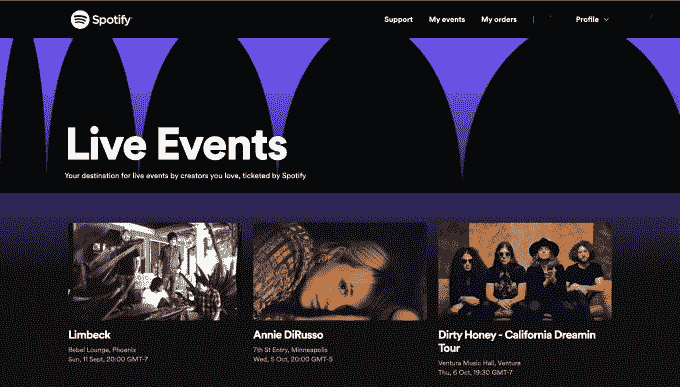 Spotify
Support My events My orders | Profile
Live Events
Your destination for live events by creators you love, ticketed by Spotify
Limbeck
Rebel Lounge, Phoenix
Sun, 11 Sept, 20:00 GMT-7
Annie DiRusso
7th St Entry, Minneapolis
Wed, 5 Oct, 20:00 GMT-5
Dirty Honey - California Dreamin
Tour
Ventura Music Hall, Ventura
Thu, 6 Oct, 19:30 GMT-7